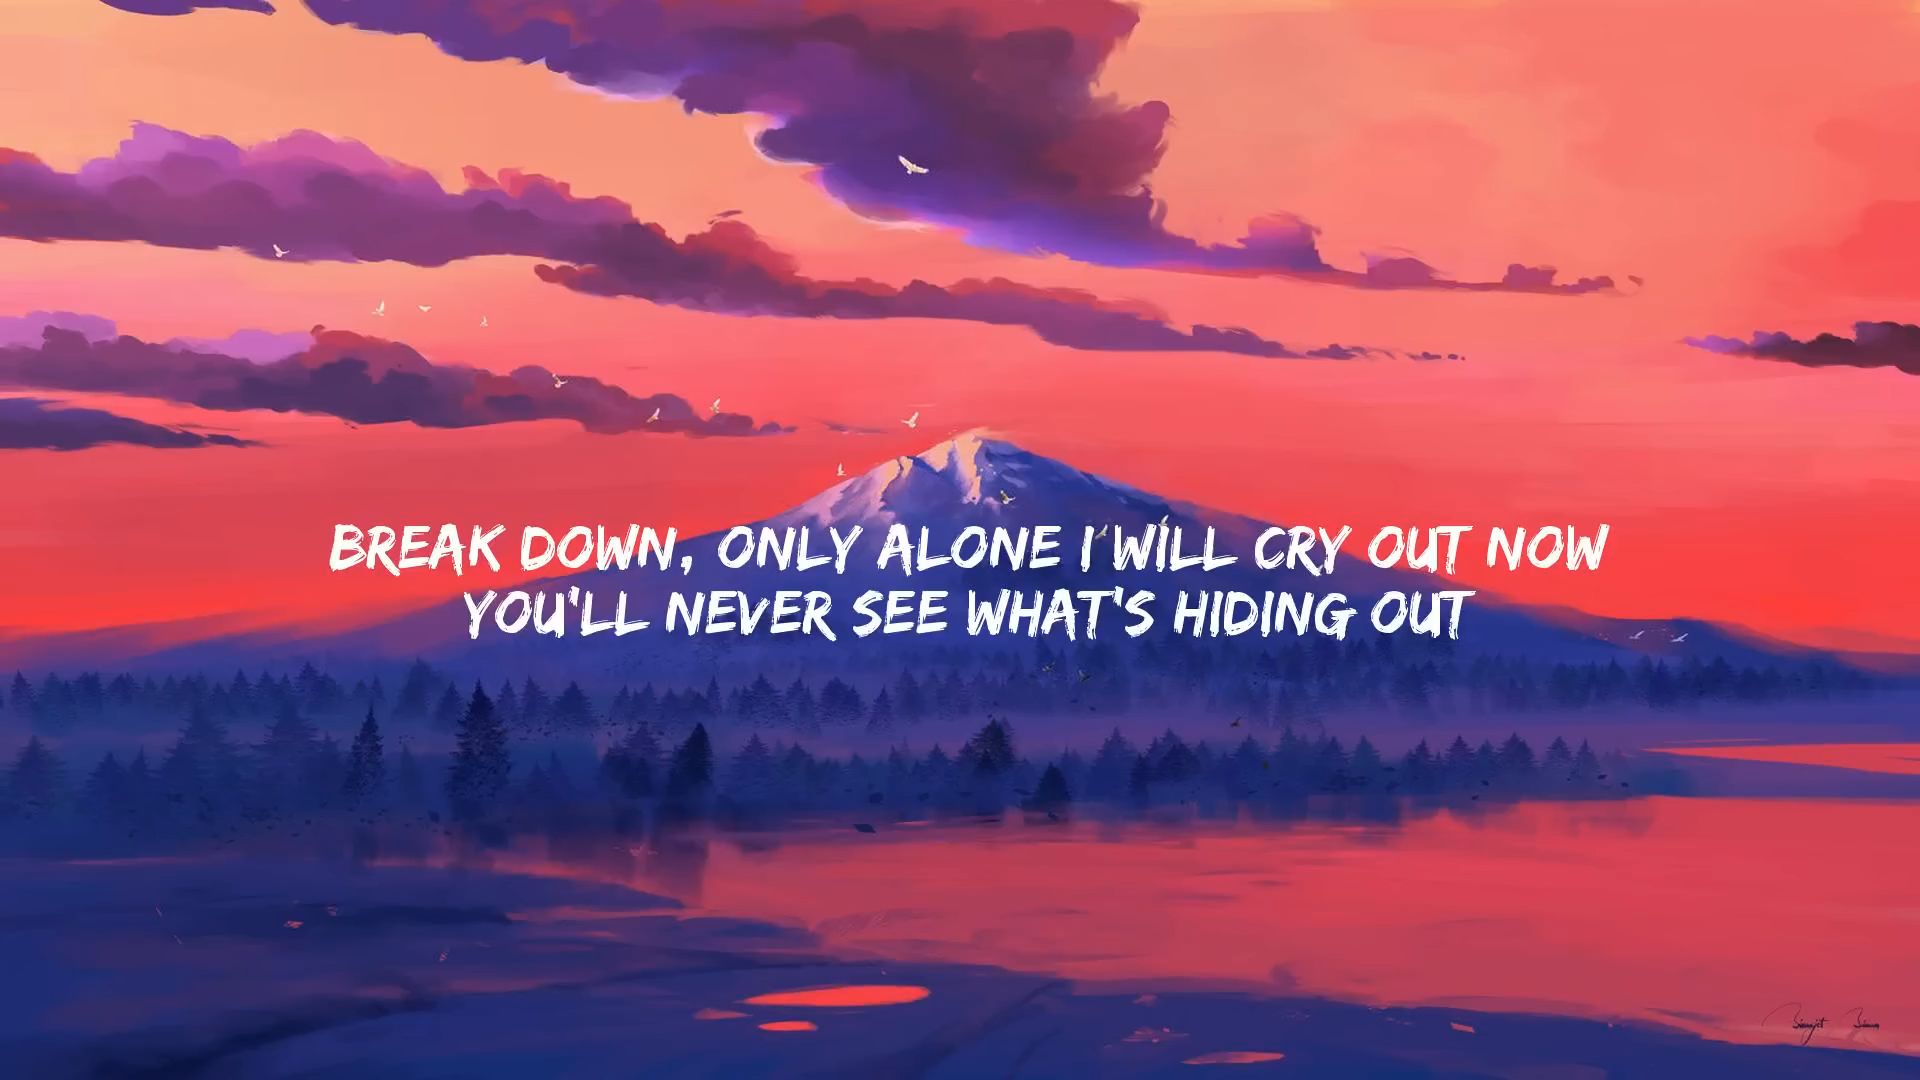 BREAK DOWN, ONLY ALONE I WILL CRY OUT NOW
YOU'LL NEVER SEE WHAT'S HIDING OUT